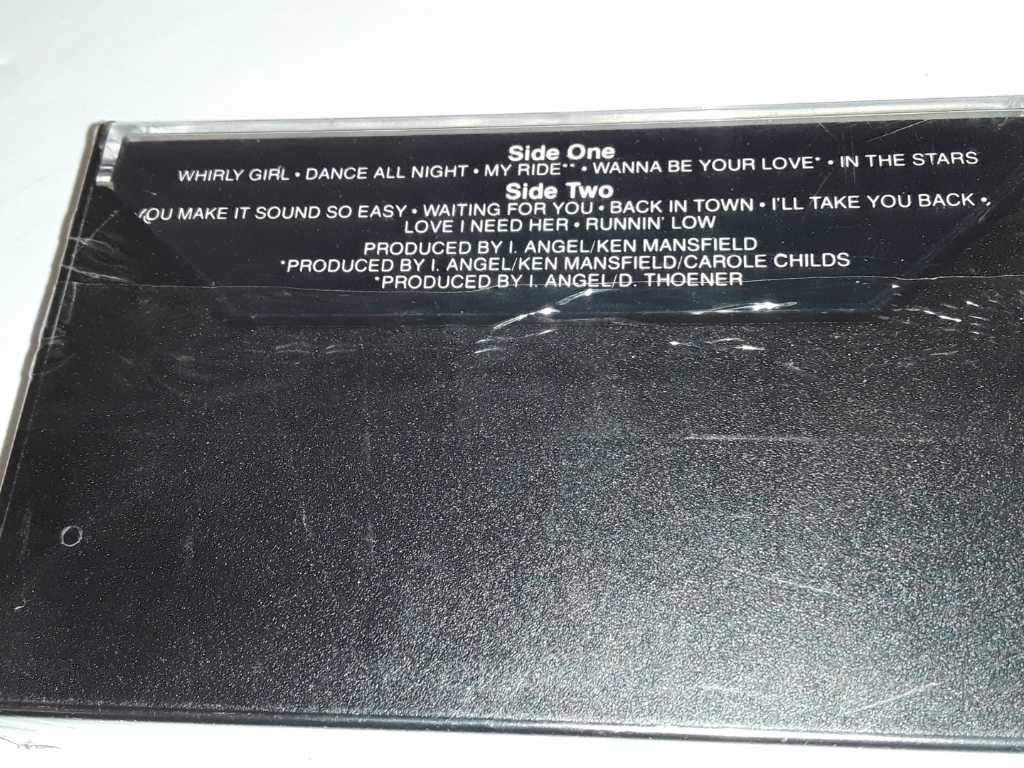 Side One
WHIRLY GIRL • DANCE ALL NIGHT • MY RIDE** • WANNA BE YOUR LOVE* • IN THE STARS
Side Two
YOU MAKE IT SOUND SO EASY • WAITING FOR YOU • BACK IN TOWN • I'LL TAKE YOU BACK •
LOVE I NEED HER • RUNNIN' LOW
PRODUCED BY I. ANGEL/KEN MANSFIELD
*PRODUCED BY I. ANGEL/KEN MANSFIELD/CAROLE CHILDS
*PRODUCED BY I. ANGEL/D. THOENER